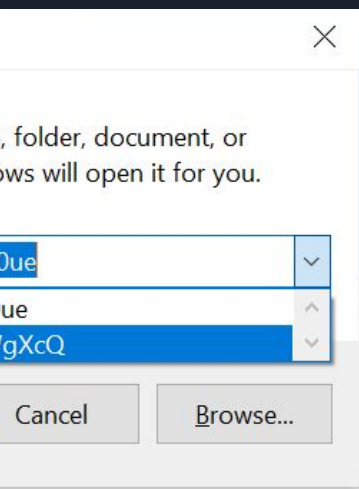 , folder, document, or
ows will open it for you.
0ue
ue
gXcQ
Cancel
Browse...